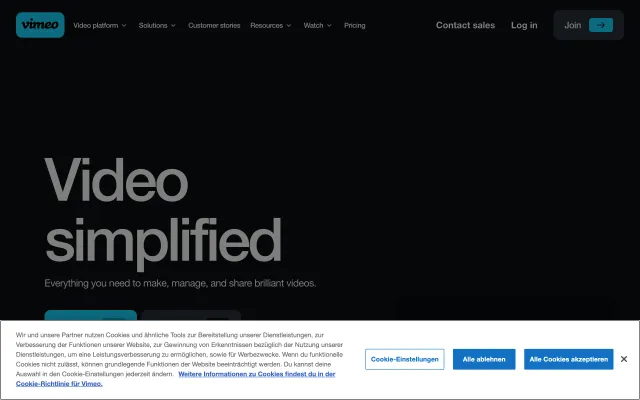 vimeo
Video platform
Solutions
Customer stories
Resources
Watch
Pricing
Contact sales
Log in
Join
Video
simplified
Everything you need to make, manage, and share brilliant videos.
Wir und unsere Partner nutzen Cookies und ähnliche Tools zur Bereitstellung unserer Dienstleistungen, zur
Verbesserung der Funktionen unserer Website, zur Gewinnung von Erkenntnissen bezüglich der Nutzung unserer
Dienstleistungen, um eine Leistungsverbesserung zu ermöglichen, sowie für Werbezwecke. Wenn du funktionelle
Cookies nicht zulässt, können grundlegende Funktionen der Website beeinträchtigt werden. Du kannst deine
Auswahl in den Cookie-Einstellungen jederzeit ändern. Weitere Informationen zu Cookies findest du in der
Cookie-Richtlinie für Vimeo.
Cookie-Einstellungen
Alle ablehnen
Alle Cookies akzeptieren